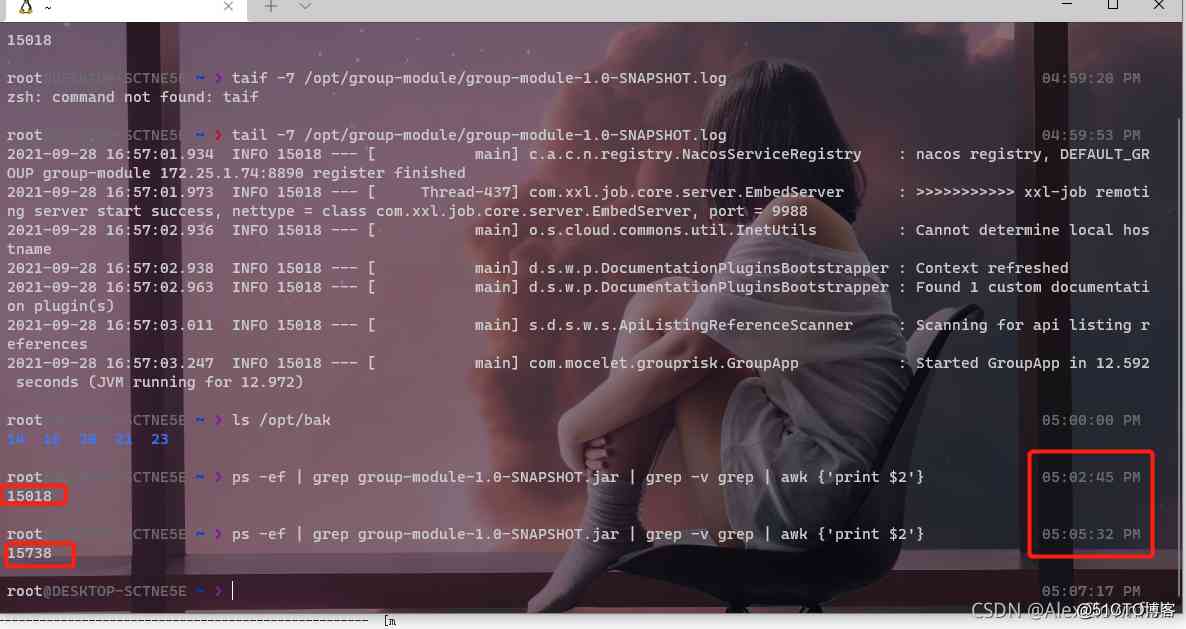 ~
15018
root@DESKTOP-SCTNE5E ~ ❯ taif -7 /opt/group-module/group-module-1.0-SNAPSHOT.log 04:59:20 PM
zsh: command not found: taif
root@DESKTOP-SCTNE5E ~ ❯ tail -7 /opt/group-module/group-module-1.0-SNAPSHOT.log 04:59:53 PM
2021-09-28 16:57:01.934 INFO 15018 --- [ main] c.a.c.n.registry.NacosServiceRegistry : nacos registry, DEFAULT_GR
OUP group-module 172.25.1.74:8890 register finished
2021-09-28 16:57:01.973 INFO 15018 --- [ Thread-437] com.xxl.job.core.server.EmbedServer : >>>>>>>>>>> xxl-job remoti
ng server start success, nettype = class com.xxl.job.core.server.EmbedServer, port = 9988
2021-09-28 16:57:02.936 INFO 15018 --- [ main] o.s.cloud.commons.util.InetUtils : Cannot determine local hos
tname
2021-09-28 16:57:02.938 INFO 15018 --- [ main] d.s.w.p.DocumentationPluginsBootstrapper : Context refreshed
2021-09-28 16:57:02.963 INFO 15018 --- [ main] d.s.w.p.DocumentationPluginsBootstrapper : Found 1 custom documentati
on plugin(s)
2021-09-28 16:57:03.011 INFO 15018 --- [ main] s.d.s.w.s.ApiListingReferenceScanner : Scanning for api listing r
eferences
2021-09-28 16:57:03.247 INFO 15018 --- [ main] com.mocelet.grouprisk.GroupApp : Started GroupApp in 12.592
seconds (JVM running for 12.972)
root@DESKTOP-SCTNE5E ~ ❯ ls /opt/bak 05:00:00 PM
14 21 23
root@DESKTOP-SCTNE5E ~ ❯ ps -ef | grep group-module-1.0-SNAPSHOT.jar | grep -v grep | awk {'print $2'} 05:02:45 PM
15018
root@DESKTOP-SCTNE5E ~ ❯ ps -ef | grep group-module-1.0-SNAPSHOT.jar | grep -v grep | awk {'print $2'} 05:05:32 PM
15738
root@DESKTOP-SCTNE5E ~ ❯ 05:07:17 PM
[m
CSDN @Alex
@51CTO博客